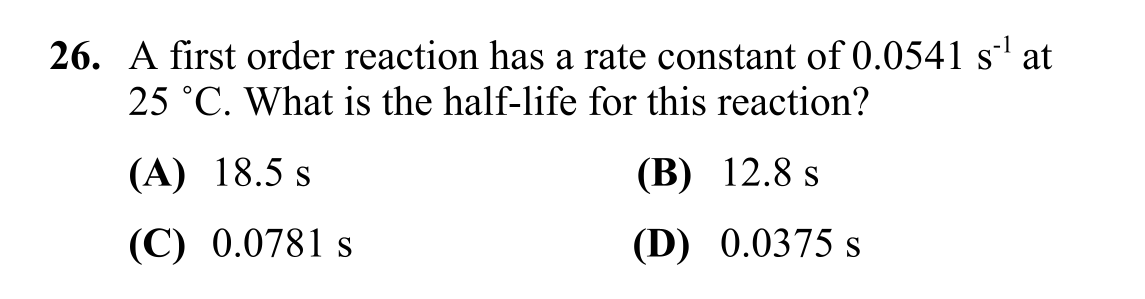 26. A first order reaction has a rate constant of 0.0541 s⁻¹ at
25 ˚C. What is the half-life for this reaction?
(A) 18.5 s (B) 12.8 s
(C) 0.0781 s (D) 0.0375 s